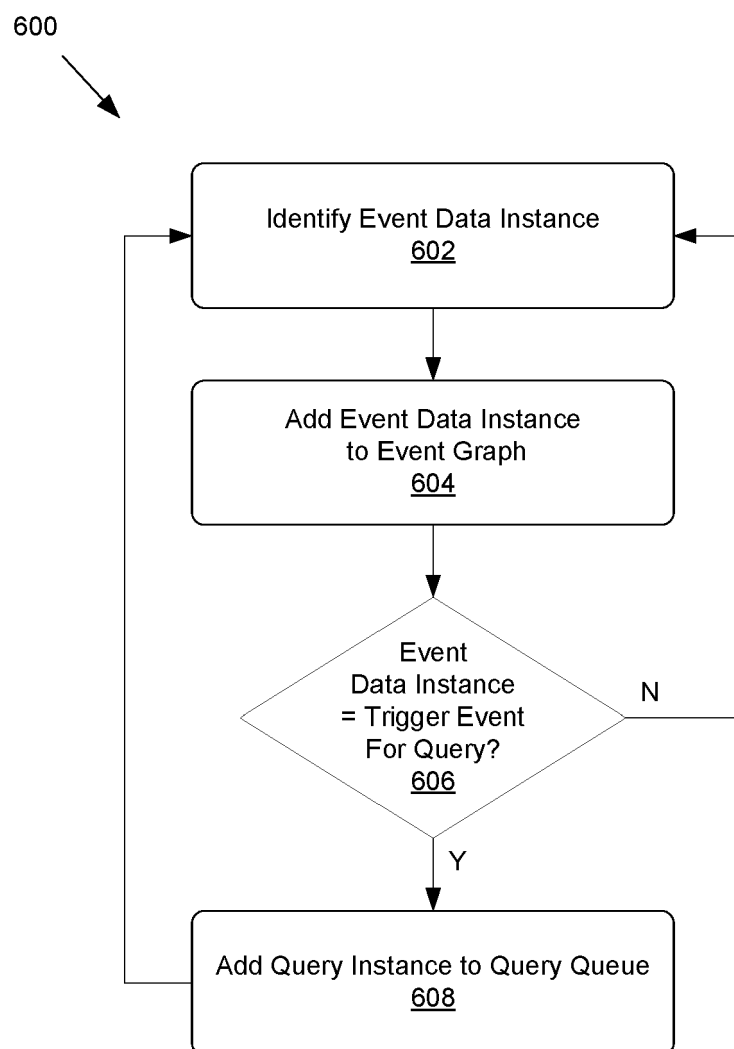 600
Identify Event Data Instance
602
Add Event Data Instance
to Event Graph
604
Event
Data Instance
= Trigger Event
For Query?
606
N
Y
Add Query Instance to Query Queue
608